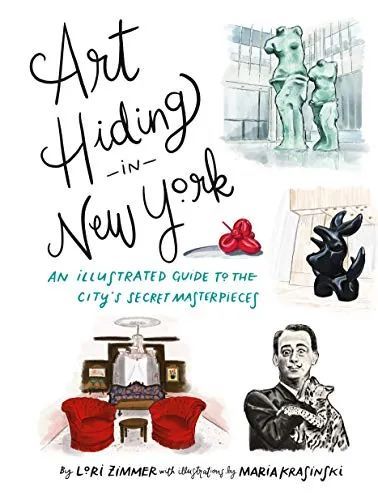 Art
Hiding
-IN-
New York
AN ILLUSTRATED GUIDE TO THE
CITY'S SECRET MASTERPIECES
By LORI ZIMMER with illustrations by MARIA KRASINSKI